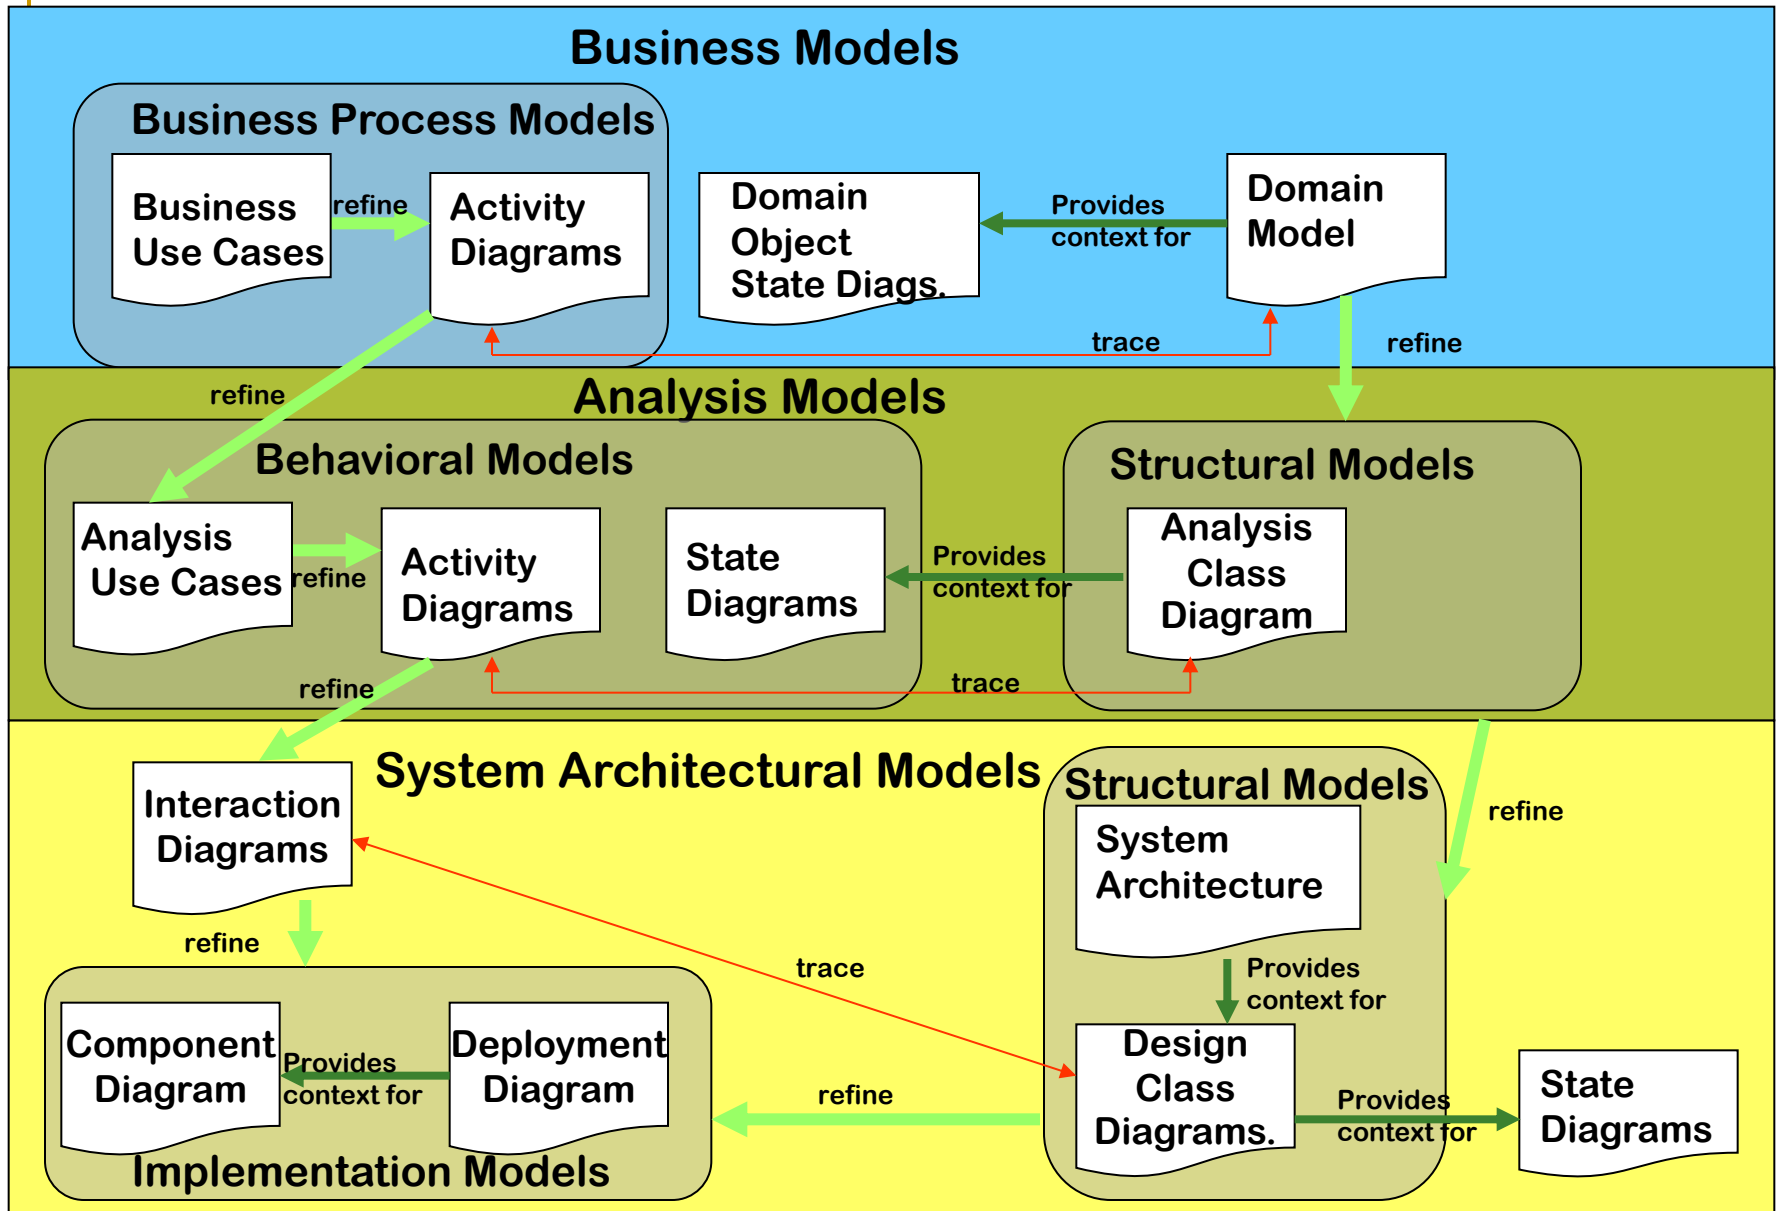 Business Models
Business Process Models
Business
Use Cases
refine
Activity
Diagrams
Domain
Object
State Diags.
Provides
context for
Domain
Model
trace
refine
refine
Analysis Models
Behavioral Models
Structural Models
Analysis
Use Cases
refine
Activity
Diagrams
State
Diagrams
Provides
context for
Analysis
Class
Diagram
refine
trace
System Architectural Models
Structural Models
Interaction
Diagrams
System
Architecture
refine
refine
trace
Provides
context for
Component
Diagram
Provides
context for
Deployment
Diagram
Implementation Models
refine
Design
Class
Diagrams.
Provides
context for
State
Diagrams